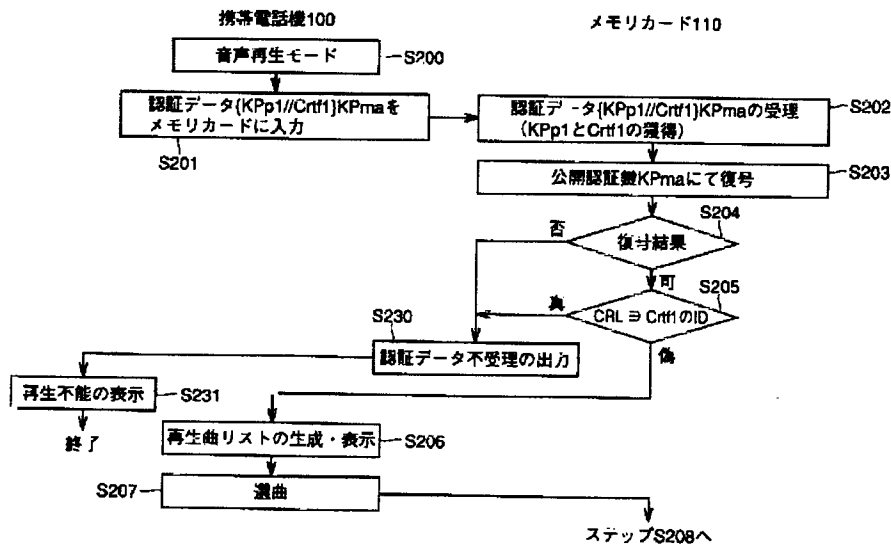 携帯電話機100
メモリカード110
音声再生モード
S200
認証データ{KPp1//Crtf1}KPmaを
メモリカードに入力
S201
認証データ{KPp1//Crtf1}KPmaの受理
(KPp1とCrtf1の獲得)
S202
公開認証鍵KPmaにて復号
S203
S204
復号結果
否
可
S205
CRL∋Crtf1のID
真
偽
S230
認証データ不受理の出力
再生不能の表示
S231
終了
再生曲リストの生成・表示
S206
S207
選曲
ステップS208へ